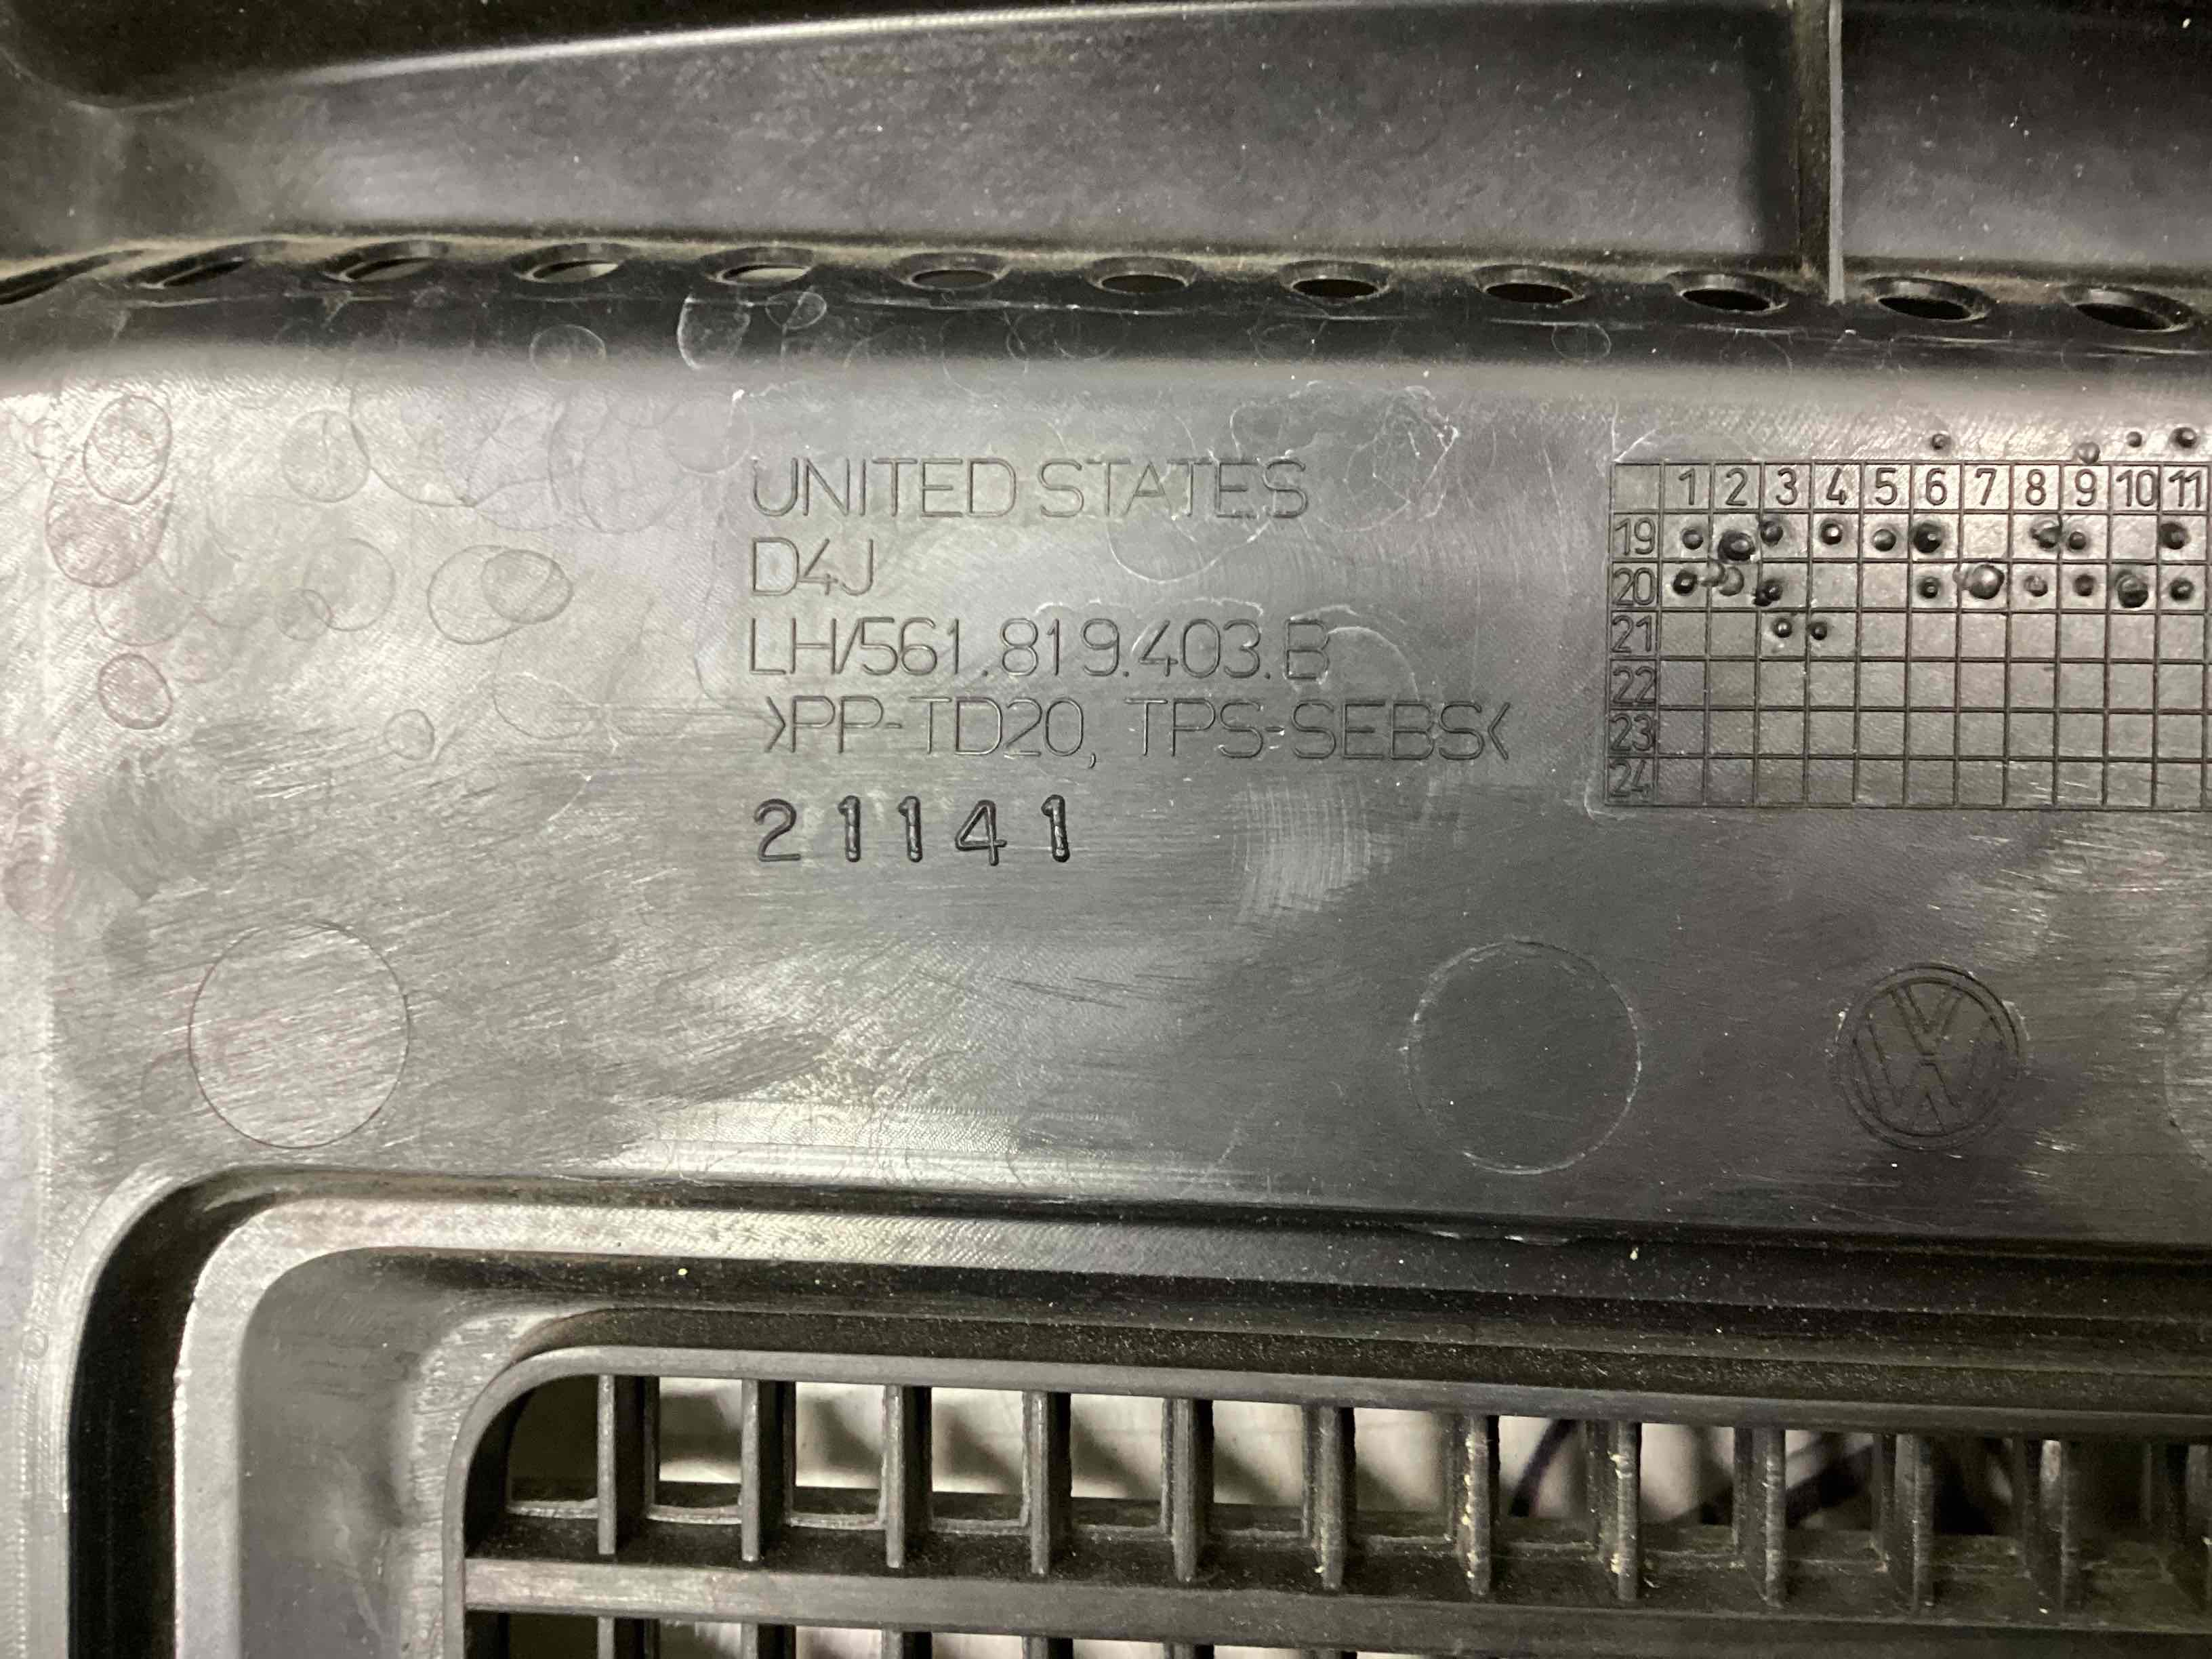 UNITED STATES
D4J
LH/561.819.403.B
>PP-TD20, TPS-SEBS<
21141
1 2 3 4 5 6 7 8 9 10 11
19
20
21
22
23
24
VW